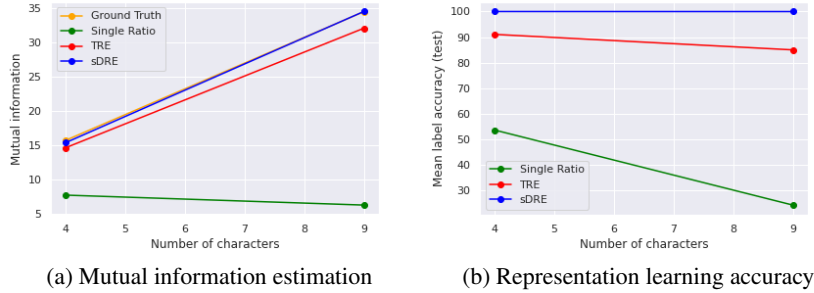 35
30
25
20
15
10
5
Mutual information
Ground Truth
Single Ratio
TRE
sDRE
4 5 6 7 8 9
Number of characters
(a) Mutual information estimation
100
90
80
70
60
50
40
30
Mean label accuracy (test)
Single Ratio
TRE
sDRE
4 5 6 7 8 9
Number of characters
(b) Representation learning accuracy